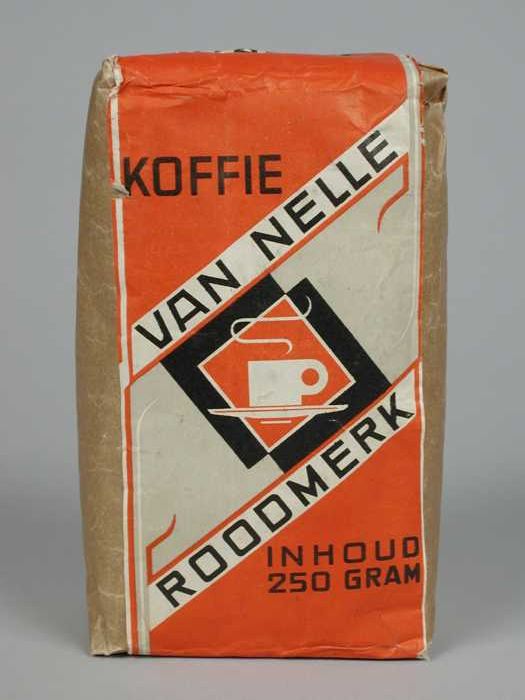 KOFFIE
VAN NELLE
ROODMERK
INHOUD
250 GRAM